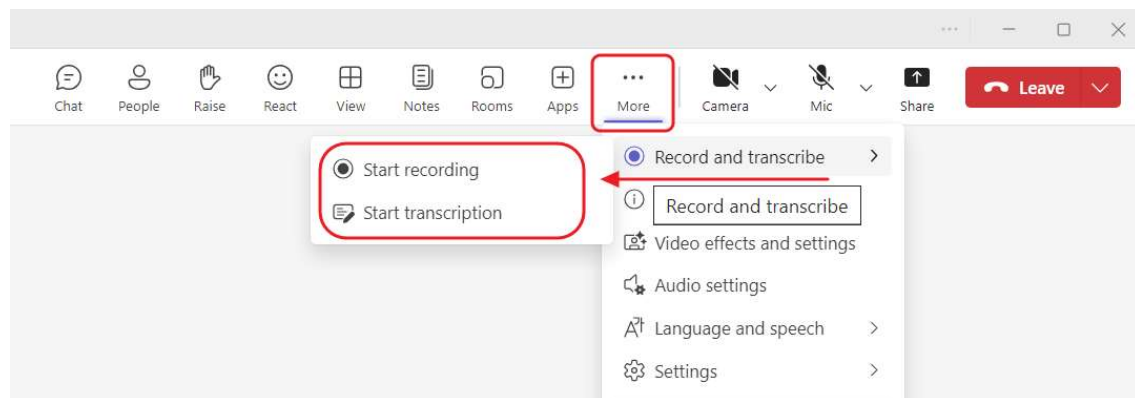 Chat People Raise React View Notes Rooms Apps More Camera Mic Share Leave
Start recording
Start transcription
Record and transcribe
Record and transcribe
Video effects and settings
Audio settings
Language and speech
Settings